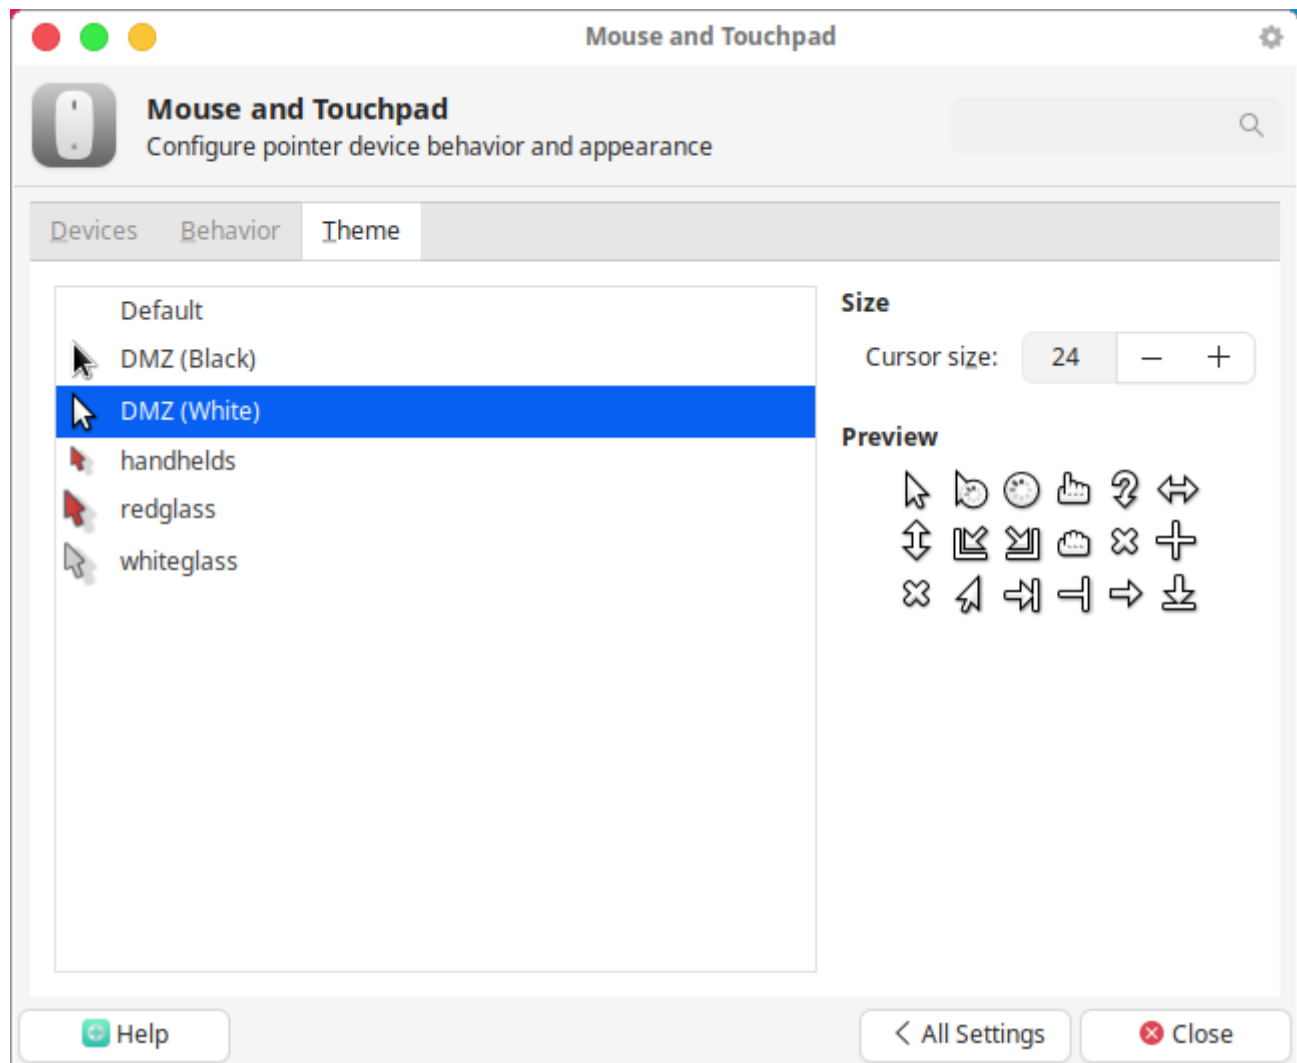 Mouse and Touchpad
Mouse and Touchpad
Configure pointer device behavior and appearance
Devices Behavior Theme
Default
DMZ (Black)
DMZ (White)
handhelds
redglass
whiteglass
Size
Cursor size: 24 − +
Preview
Help
All Settings
Close